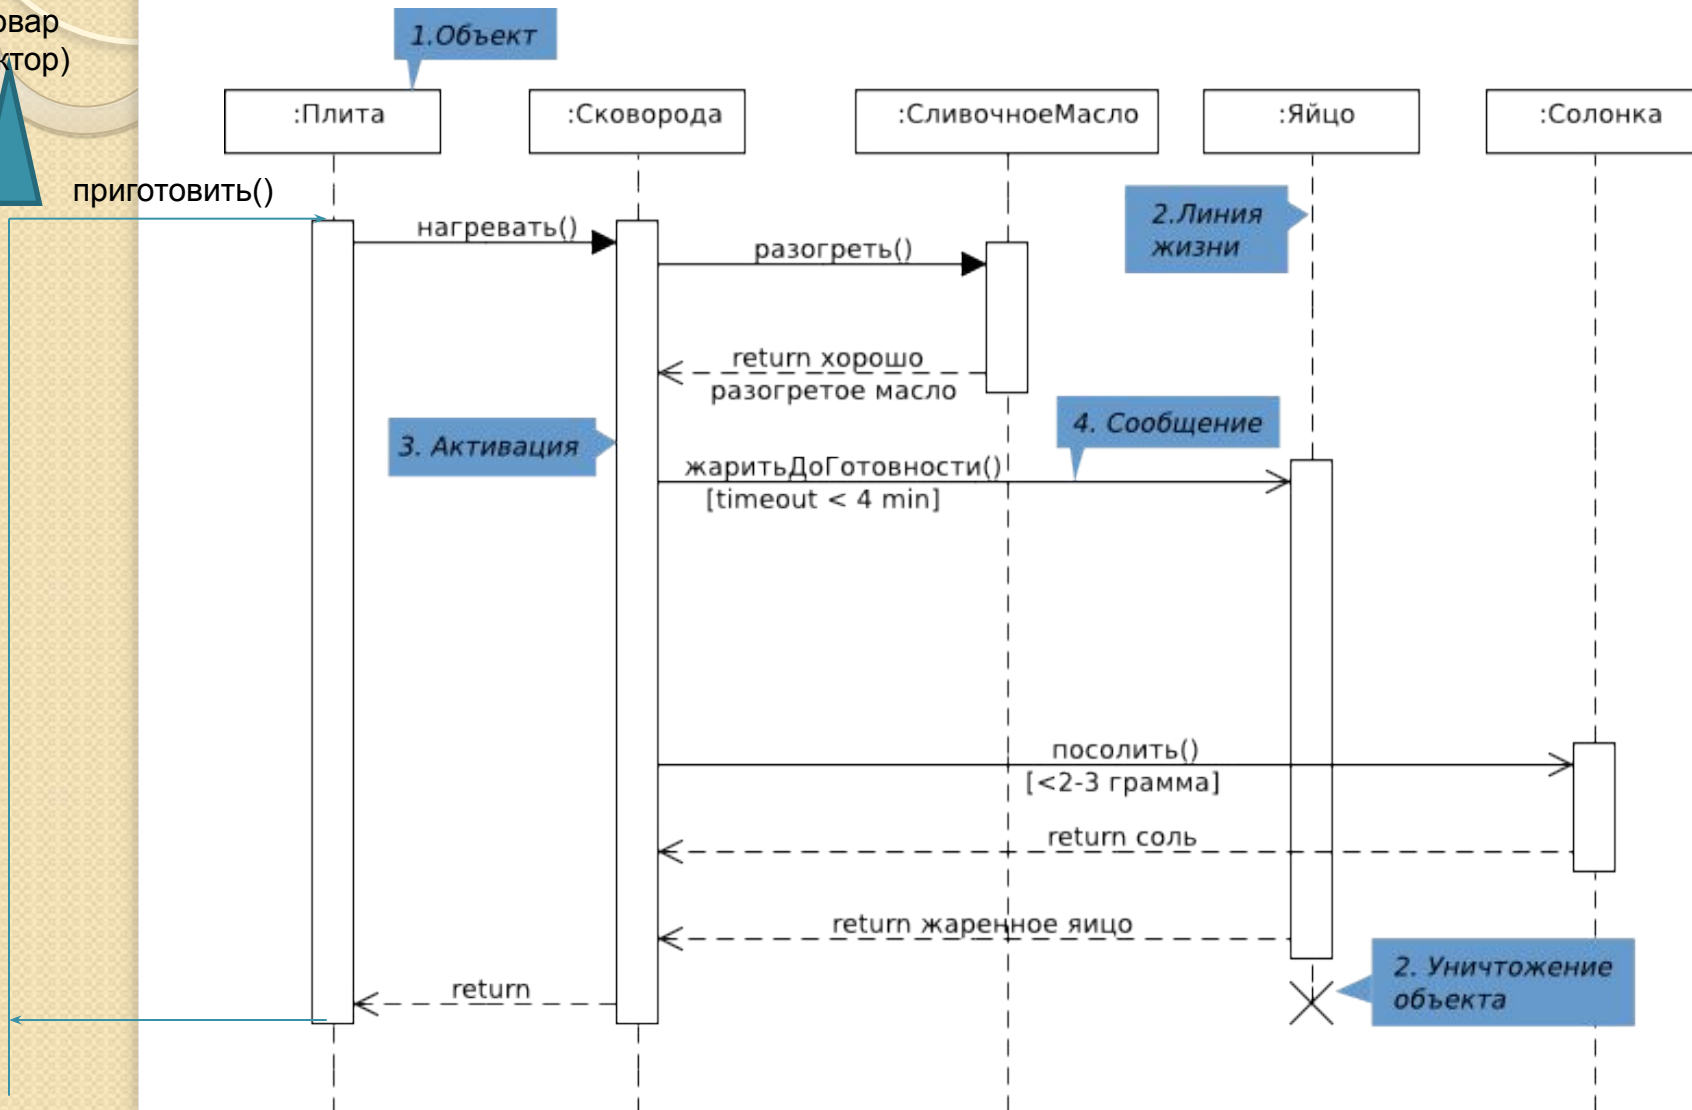 овар
ктор)
1.Объект
:Плита
:Сковорода
:СливочноеМасло
:Яйцо
:Солонка
приготовить()
2.Линия
жизни
нагревать()
разогреть()
return хорошо
разогретое масло
4. Сообщение
3. Активация
жаритьДоГотовности()
[timeout < 4 min]
посолить()
[<2-3 грамма]
return соль
return жаренное яицо
2. Уничтожение
объекта
return